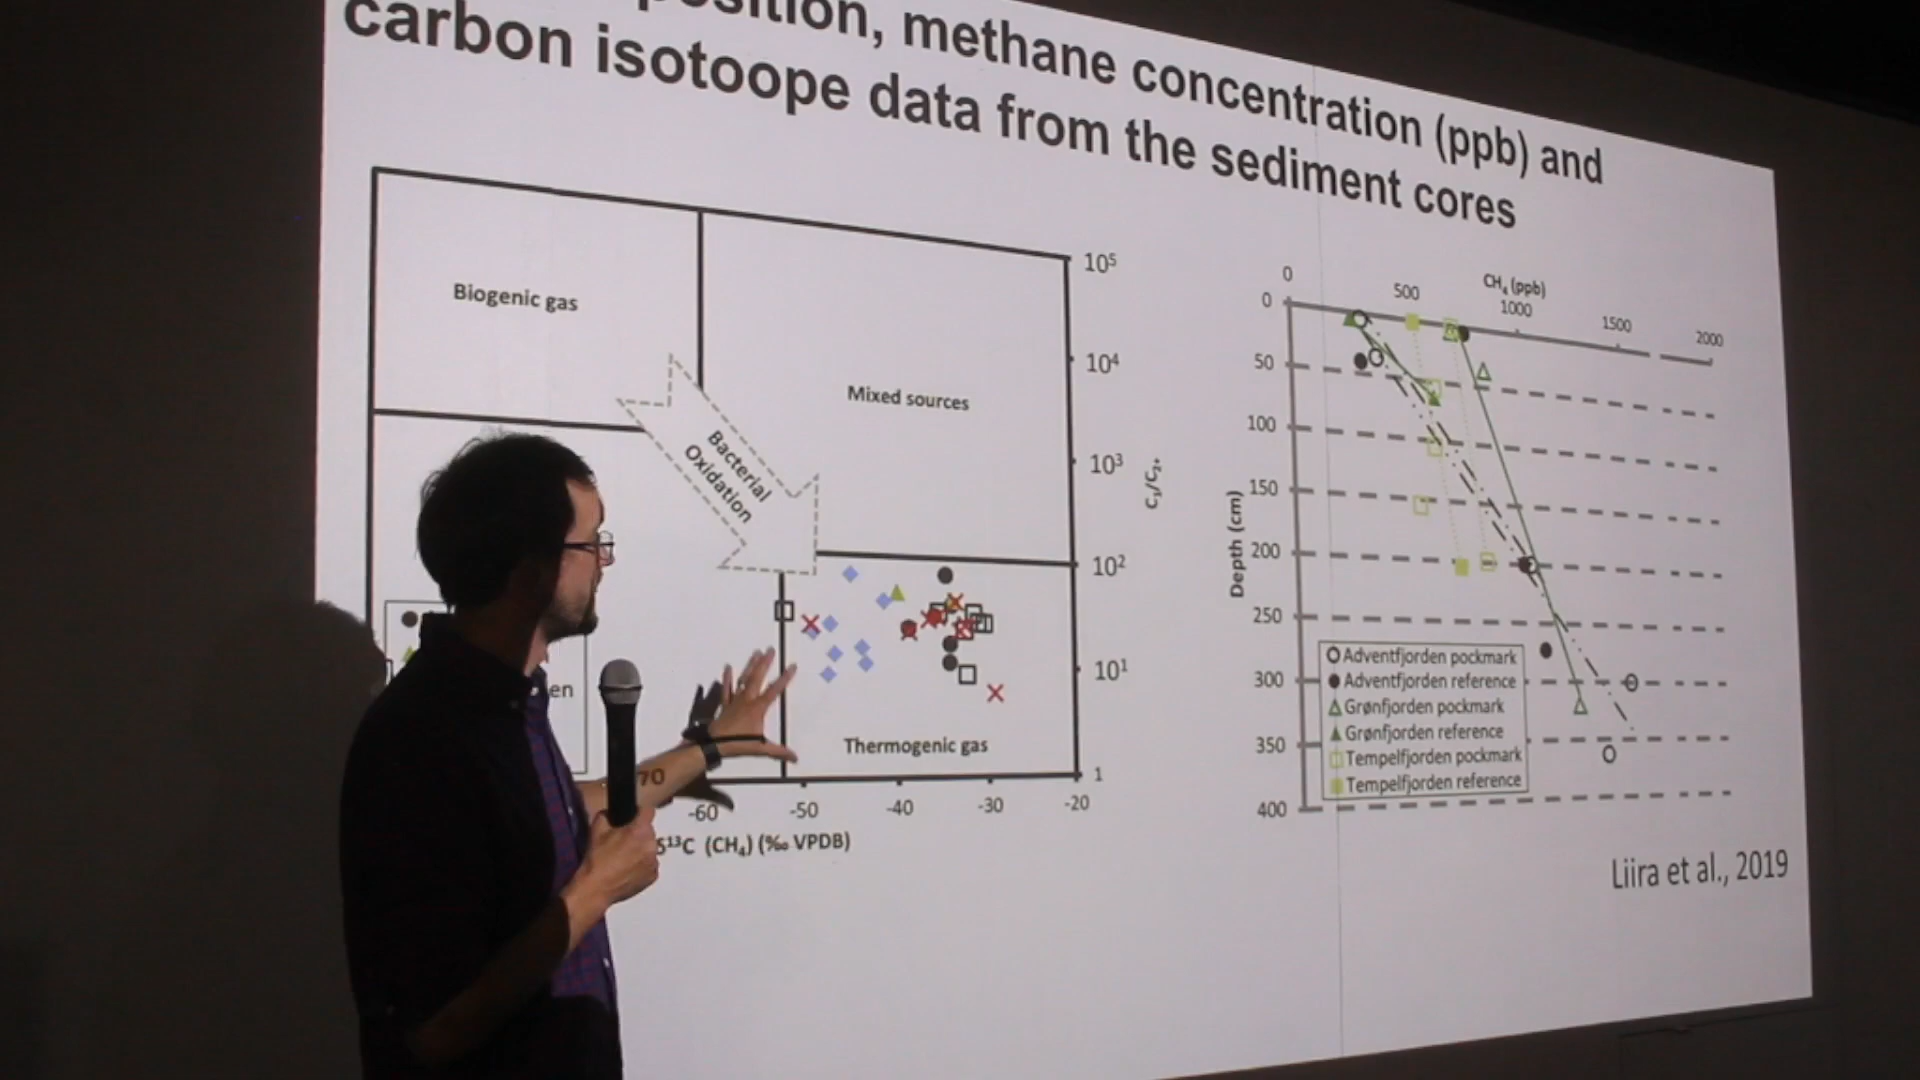 methane concentration (ppb) and
carbon isotoope data from the sediment cores
Biogenic gas
Mixed sources
Bacterial
Oxidation
Thermogenic gas
10⁵
10⁴
10³
10²
10¹
1
C₁/C₂₊
70
-60
-50
-40
-30
-20
δ¹³C (CH₄) (‰ VPDB)
CH₄ (ppb)
0
500
1000
1500
2000
0
50
100
150
200
250
300
350
400
Depth (cm)
Adventfjorden pockmark
Adventfjorden reference
Grønfjorden pockmark
Grønfjorden reference
Tempelfjorden pockmark
Tempelfjorden reference
Liira et al., 2019